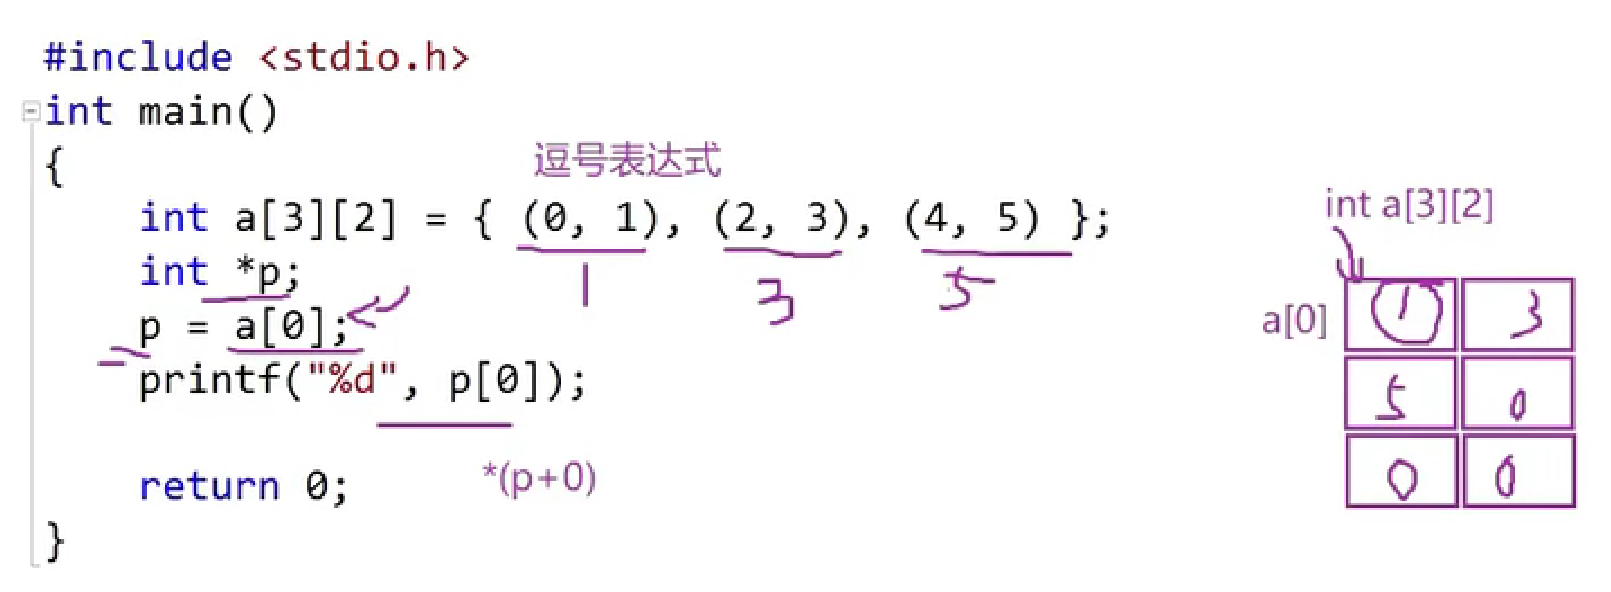 #include <stdio.h>
int main()
{
逗号表达式
int a[3][2] = { (0, 1), (2, 3), (4, 5) };
int a[3][2]
int *p;
1 3 5
p = a[0];
a[0] 1 3
printf("%d", p[0]);
5 0
return 0;
*(p+0)
0 0
}